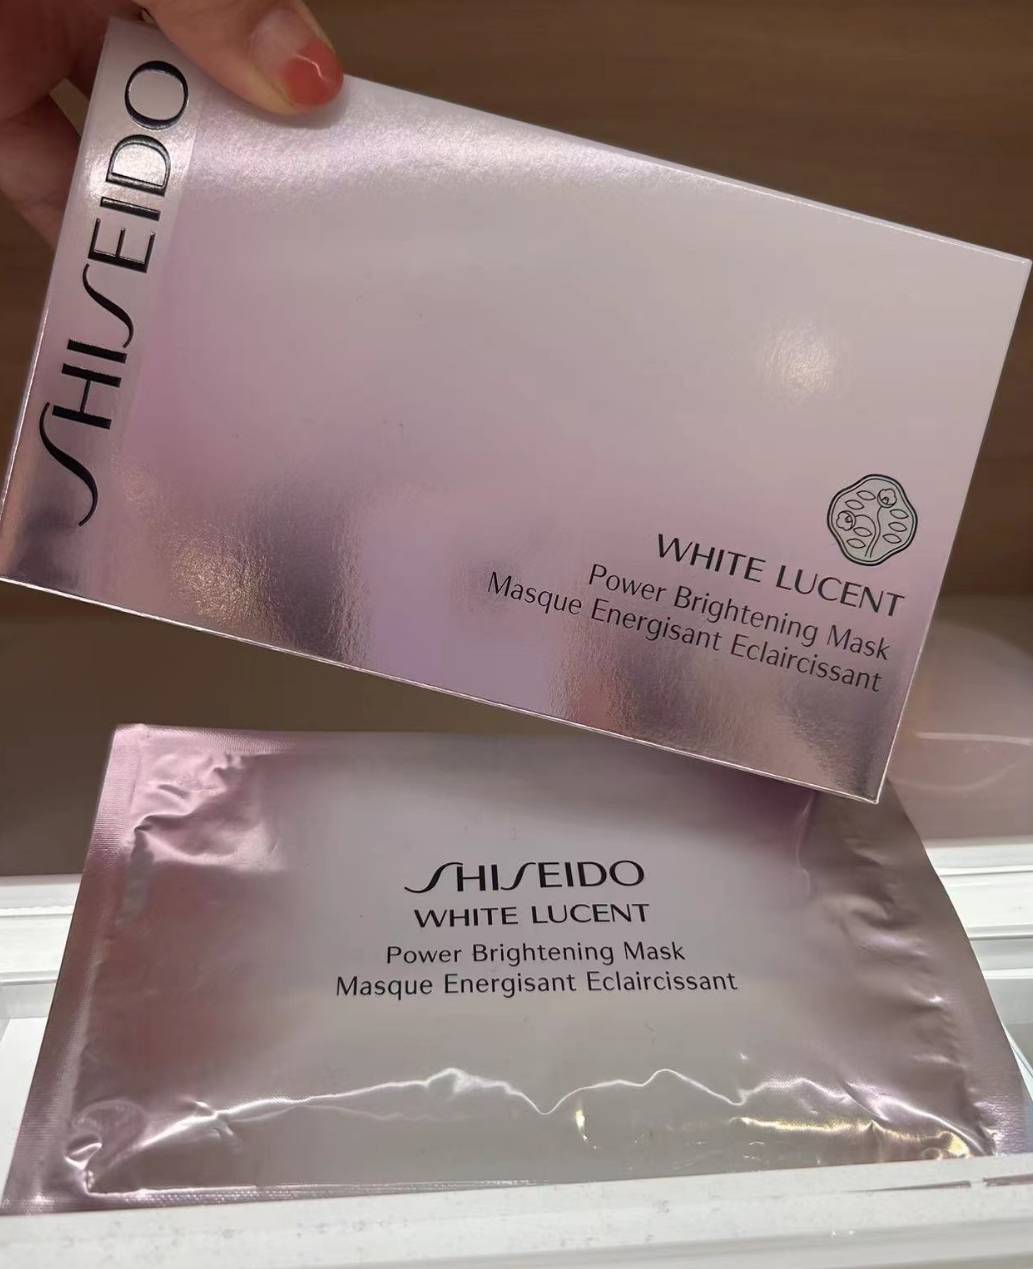 SHISEIDO
WHITE LUCENT
Power Brightening Mask
Masque Energisant Eclaircissant
SHISEIDO
WHITE LUCENT
Power Brightening Mask
Masque Energisant Eclaircissant